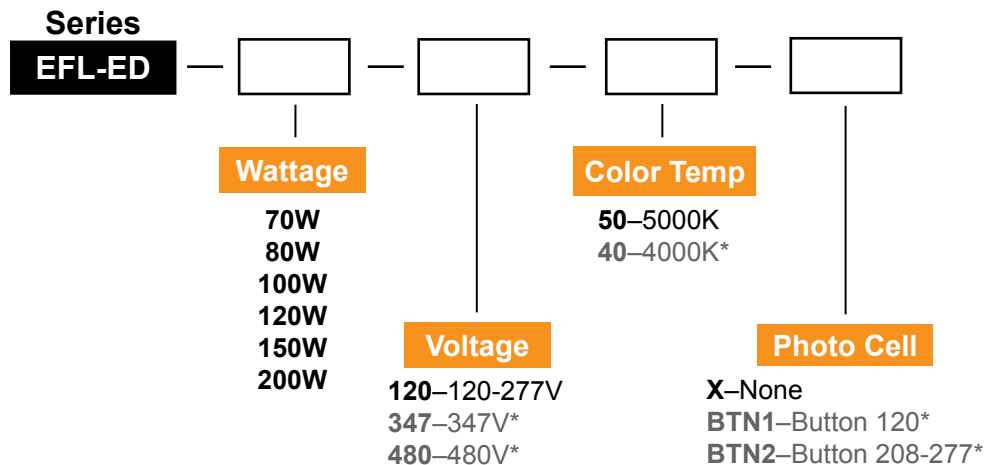 Series
EFL-ED
Wattage
70W
80W
100W
120W
150W
200W
Voltage
120–120-277V
347–347V*
480–480V*
Color Temp
50–5000K
40–4000K*
Photo Cell
X–None
BTN1–Button 120*
BTN2–Button 208-277*